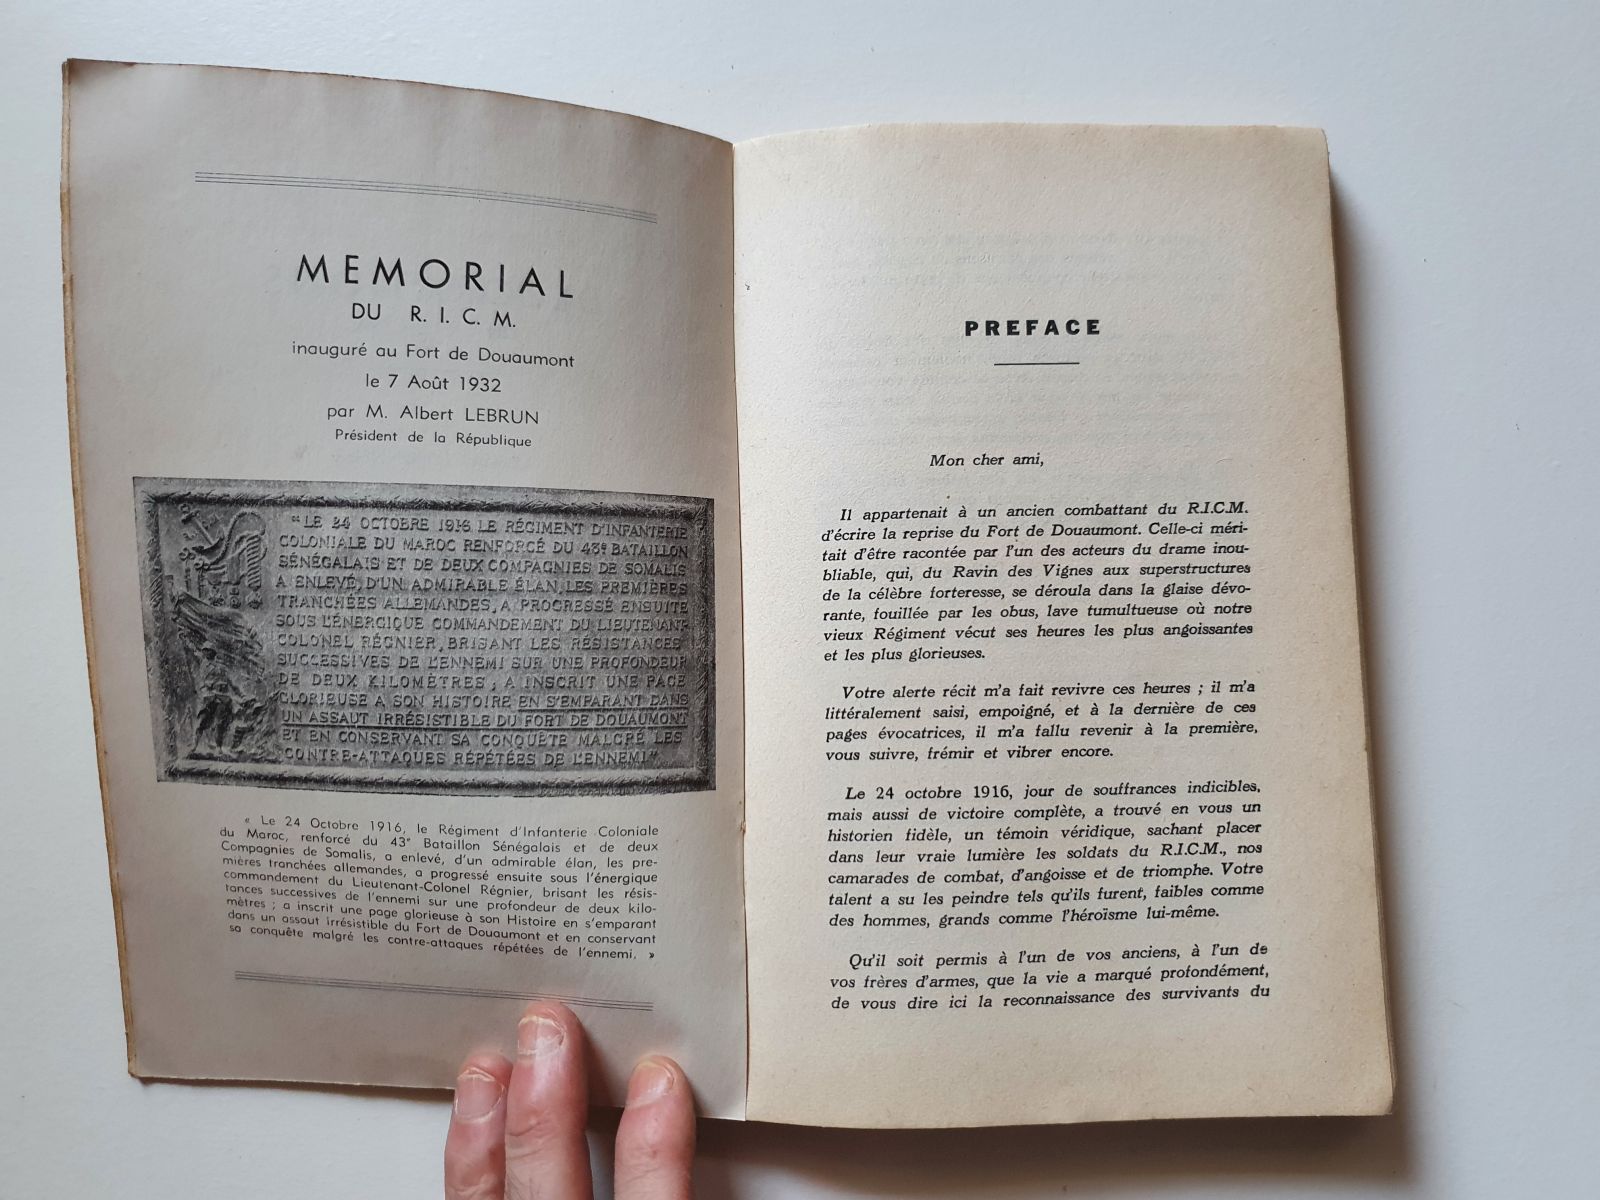 MEMORIAL
DU R. I. C. M.
inauguré au Fort de Douaumont
le 7 Août 1932
par M. Albert LEBRUN
Président de la République
“LE 24 OCTOBRE 1916 LE RÉGIMENT D'INFANTERIE
COLONIALE DU MAROC RENFORCÉ DU 43e BATAILLON
SÉNÉGALAIS ET DE DEUX COMPAGNIES DE SOMALIS
A ENLEVÉ, D'UN ADMIRABLE ÉLAN, LES PREMIÈRES
TRANCHÉES ALLEMANDES, A PROGRESSÉ ENSUITE
SOUS L'ÉNERGIQUE COMMANDEMENT DU LIEUTENANT-
COLONEL RÉGNIER, BRISANT LES RÉSISTANCES
SUCCESSIVES DE L'ENNEMI SUR UNE PROFONDEUR
DE DEUX KILOMÈTRES ; A INSCRIT UNE PAGE
GLORIEUSE A SON HISTOIRE EN S'EMPARANT DANS
UN ASSAUT IRRÉSISTIBLE DU FORT DE DOUAUMONT
ET EN CONSERVANT SA CONQUÊTE MALGRÉ LES
CONTRE-ATTAQUES RÉPÉTÉES DE L'ENNEMI”
« Le 24 Octobre 1916, le Régiment d'Infanterie Coloniale
du Maroc, renforcé du 43e Bataillon Sénégalais et de deux
Compagnies de Somalis, a enlevé, d'un admirable élan, les pre-
mières tranchées allemandes, a progressé ensuite sous l'énergique
commandement du Lieutenant-Colonel Régnier, brisant les résis-
tances successives de l'ennemi sur une profondeur de deux kilo-
mètres ; a inscrit une page glorieuse à son Histoire en s'emparant
dans un assaut irrésistible du Fort de Douaumont et en conservant
sa conquête malgré les contre-attaques répétées de l'ennemi. »
PREFACE
Mon cher ami,
Il appartenait à un ancien combattant du R.I.C.M.
d'écrire la reprise du Fort de Douaumont. Celle-ci méri-
tait d'être racontée par l'un des acteurs du drame inou-
bliable, qui, du Ravin des Vignes aux superstructures
de la célèbre forteresse, se déroula dans la glaise dévo-
rante, fouillée par les obus, lave tumultueuse où notre
vieux Régiment vécut ses heures les plus angoissantes
et les plus glorieuses.
Votre alerte récit m'a fait revivre ces heures ; il m'a
littéralement saisi, empoigné, et à la dernière de ces
pages évocatrices, il m'a fallu revenir à la première,
vous suivre, frémir et vibrer encore.
Le 24 octobre 1916, jour de souffrances indicibles,
mais aussi de victoire complète, a trouvé en vous un
historien fidèle, un témoin véridique, sachant placer
dans leur vraie lumière les soldats du R.I.C.M., nos
camarades de combat, d'angoisse et de triomphe. Votre
talent a su les peindre tels qu'ils furent, faibles comme
des hommes, grands comme l'héroïsme lui-même.
Qu'il soit permis à l'un de vos anciens, à l'un de
vos frères d'armes, que la vie a marqué profondément,
de vous dire ici la reconnaissance des survivants du